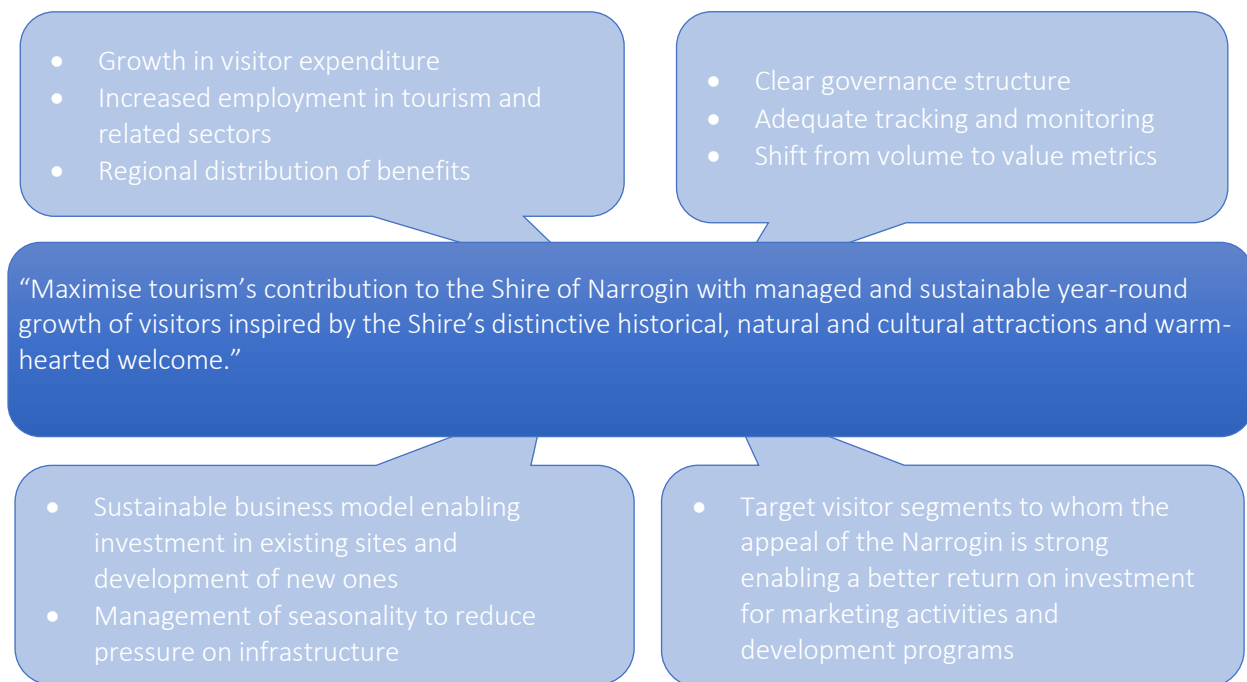 • Growth in visitor expenditure
• Increased employment in tourism and
related sectors
• Regional distribution of benefits
• Clear governance structure
• Adequate tracking and monitoring
• Shift from volume to value metrics
“Maximise tourism’s contribution to the Shire of Narrogin with managed and sustainable year-round
growth of visitors inspired by the Shire’s distinctive historical, natural and cultural attractions and warm-
hearted welcome.”
• Sustainable business model enabling
investment in existing sites and
development of new ones
• Management of seasonality to reduce
pressure on infrastructure
• Target visitor segments to whom the
appeal of the Narrogin is strong
enabling a better return on investment
for marketing activities and
development programs